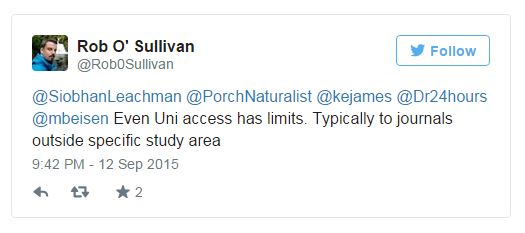 Rob O' Sullivan
@Rob0Sullivan
Follow
@SiobhanLeachman @PorchNaturalist @kejames @Dr24hours
@mbeisen Even Uni access has limits. Typically to journals
outside specific study area
9:42 PM - 12 Sep 2015
2